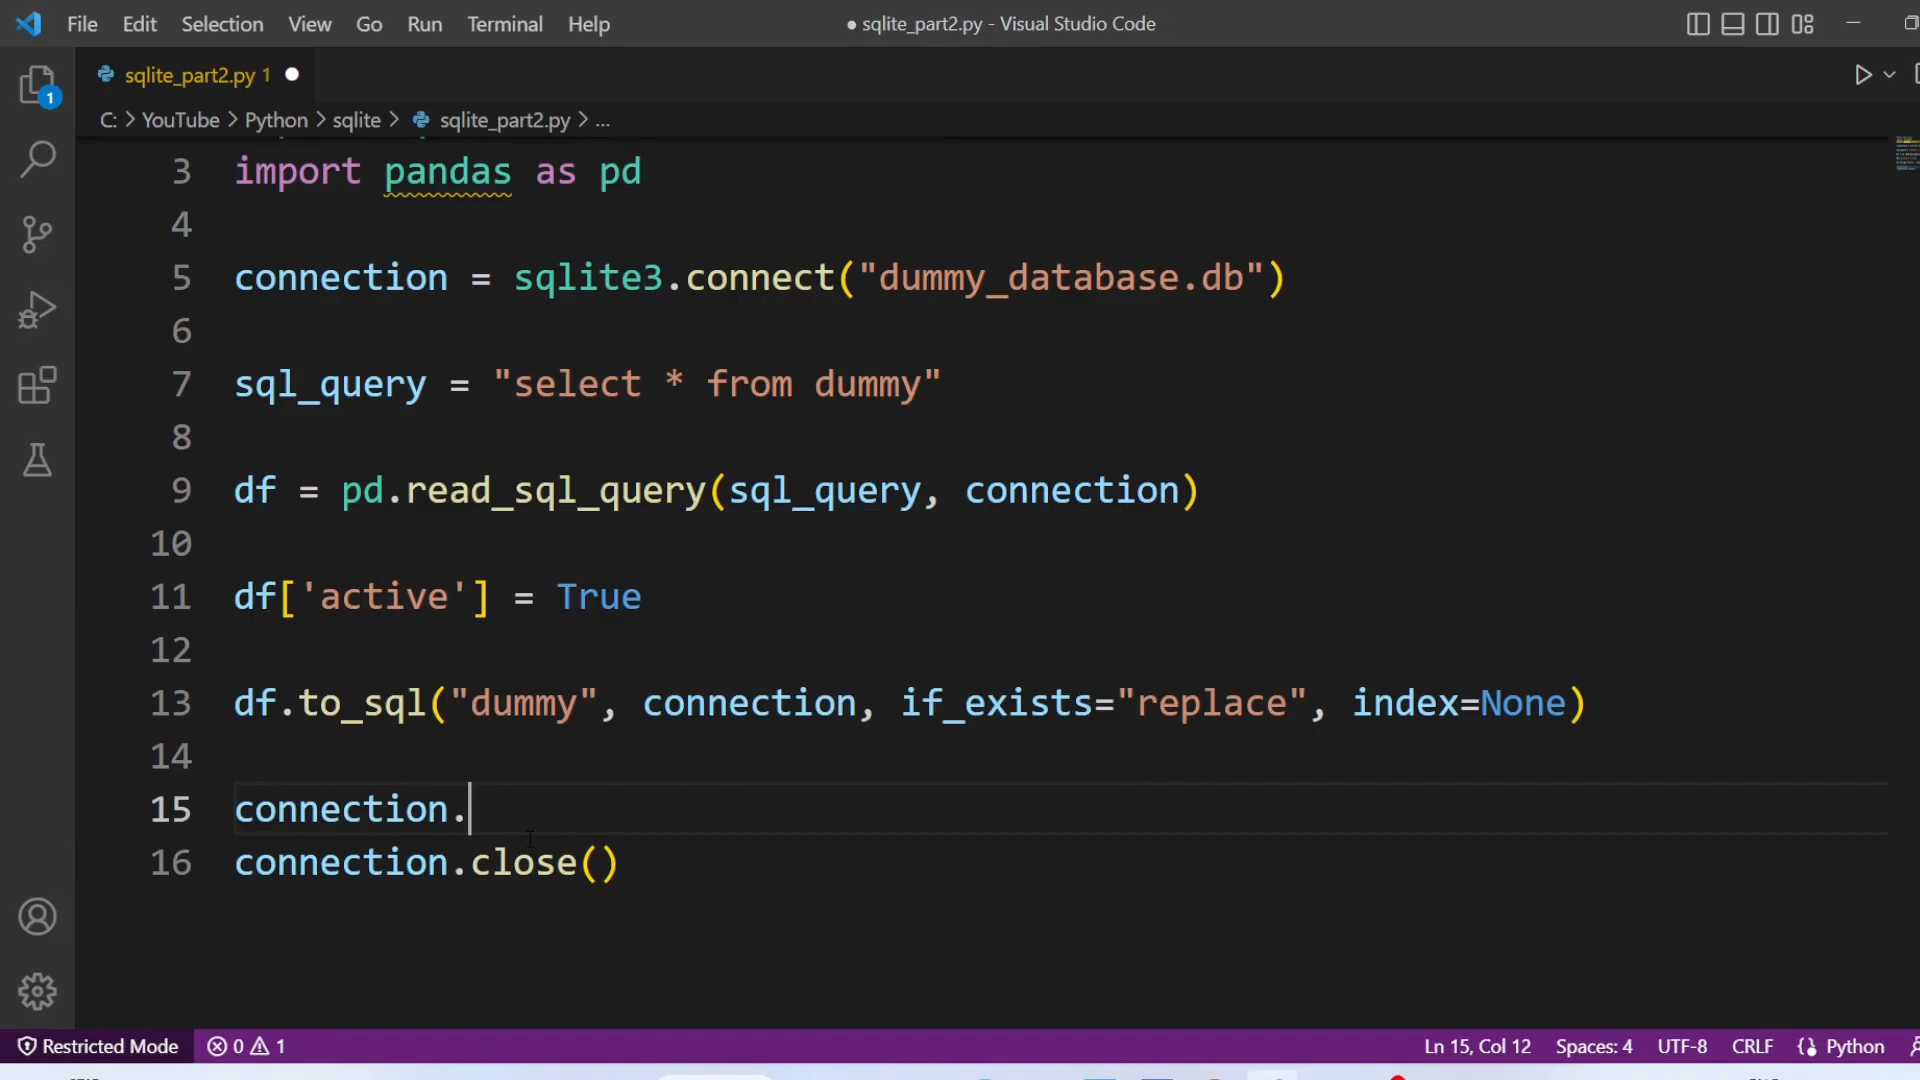 File Edit Selection View Go Run Terminal Help
● sqlite_part2.py - Visual Studio Code
sqlite_part2.py 1 ●
C: > YouTube > Python > sqlite > sqlite_part2.py > ...
1
3 import pandas as pd
4
5 connection = sqlite3.connect("dummy_database.db")
6
7 sql_query = "select * from dummy"
8
9 df = pd.read_sql_query(sql_query, connection)
10
11 df['active'] = True
12
13 df.to_sql("dummy", connection, if_exists="replace", index=None)
14
15 connection.
16 connection.close()
Restricted Mode 0 1 Ln 15, Col 12 Spaces: 4 UTF-8 CRLF Python